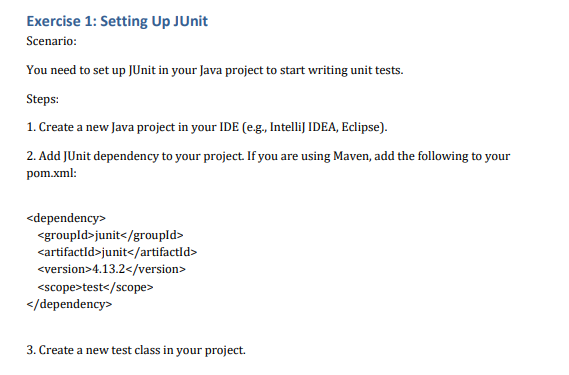 Exercise 1: Setting Up JUnit
Scenario:
You need to set up JUnit in your Java project to start writing unit tests.
Steps:
1. Create a new Java project in your IDE (e.g., IntelliJ IDEA, Eclipse).
2. Add JUnit dependency to your project. If you are using Maven, add the following to your
pom.xml:
<dependency>
<groupId>junit</groupId>
<artifactId>junit</artifactId>
<version>4.13.2</version>
<scope>test</scope>
</dependency>
3. Create a new test class in your project.